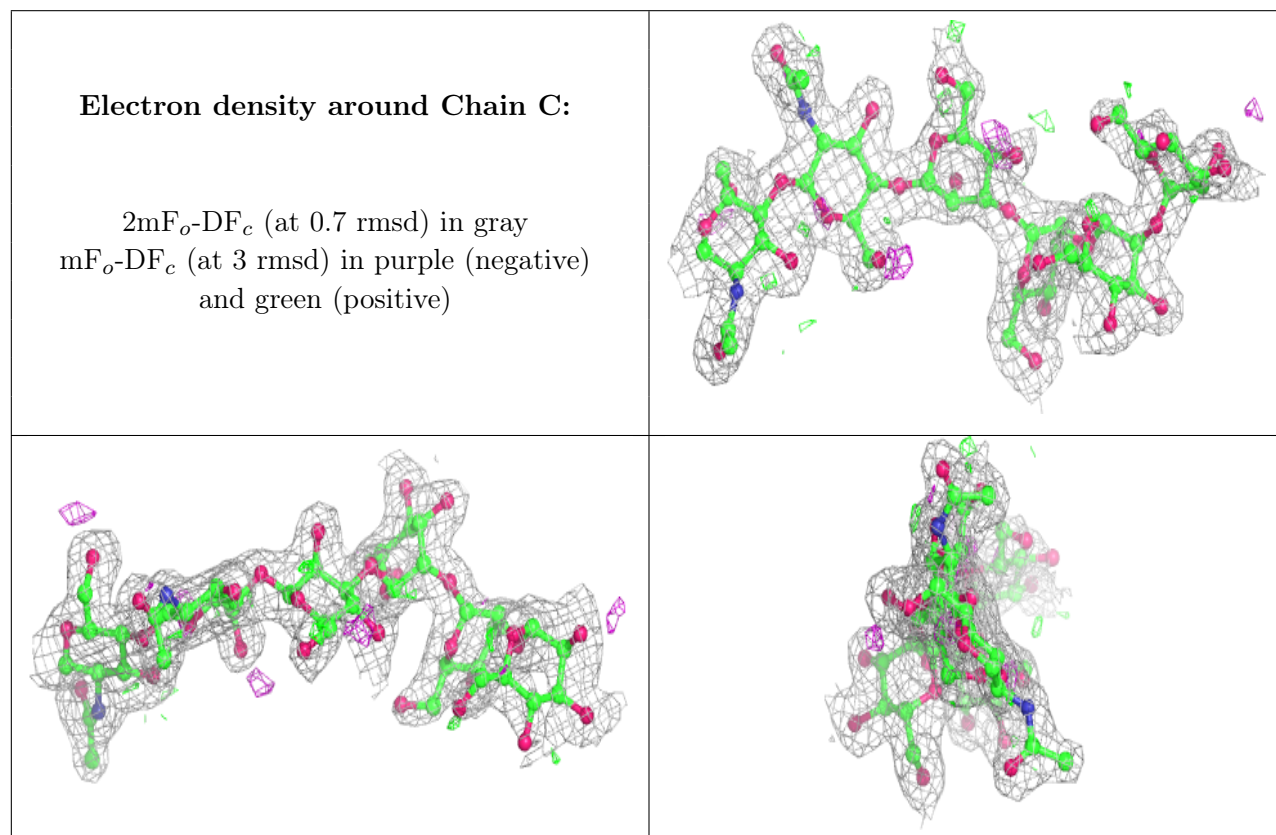 Electron density around Chain C:
2mFₒ-DF𝒸 (at 0.7 rmsd) in gray
mFₒ-DF𝒸 (at 3 rmsd) in purple (negative)
and green (positive)